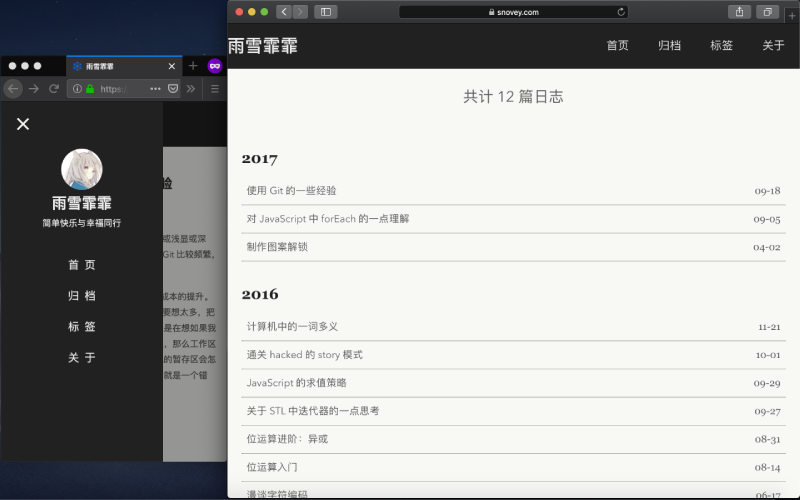 雨雪霏霏
https:/
雨雪霏霏
简单快乐与幸福同行
首 页
归 档
标 签
关 于
验
或浅显或深
Git 比较频繁,
成本的提升。
要想太多, 把
是在想如果我
, 那么工作区
的暂存区会怎
就是一个错
snovey.com
雨雪霏霏
首页 归档 标签 关于
共计 12 篇日志
2017
使用 Git 的一些经验 09-18
对 JavaScript 中 forEach 的一点理解 09-05
制作图案解锁 04-02
2016
计算机中的一词多义 11-21
通关 hacked 的 story 模式 10-01
JavaScript 的求值策略 09-29
关于 STL 中迭代器的一点思考 09-27
位运算进阶：异或 08-31
位运算入门 08-14
漫谈字符编码 06-17